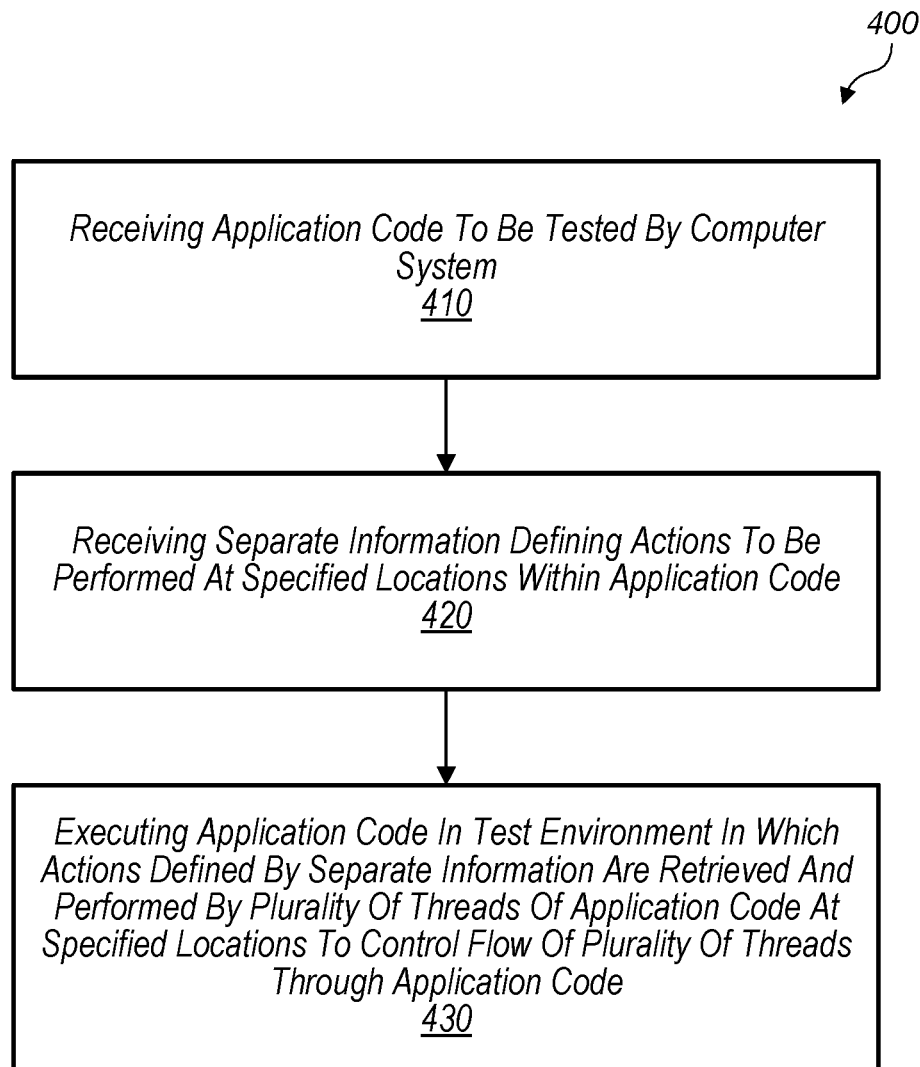 400
Receiving Application Code To Be Tested By Computer
System
410
Receiving Separate Information Defining Actions To Be
Performed At Specified Locations Within Application Code
420
Executing Application Code In Test Environment In Which
Actions Defined By Separate Information Are Retrieved And
Performed By Plurality Of Threads Of Application Code At
Specified Locations To Control Flow Of Plurality Of Threads
Through Application Code
430